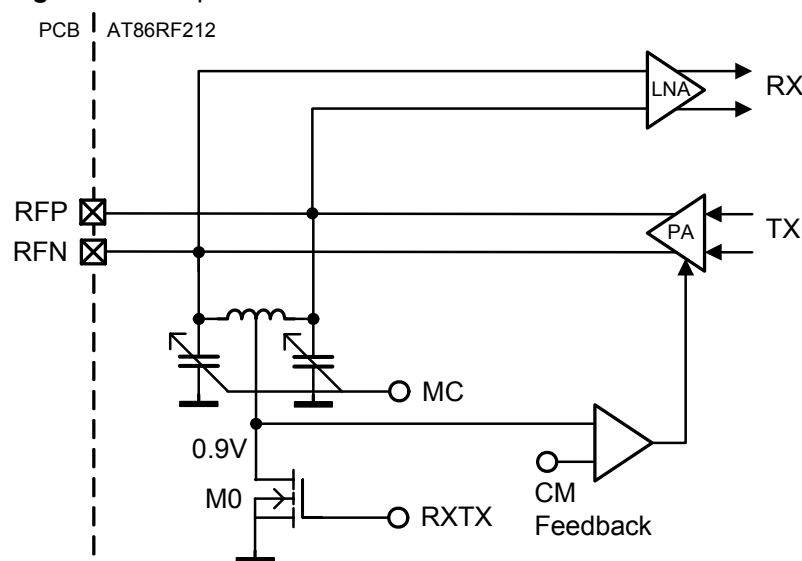 PCB AT86RF212
LNA
RX
RFP
RFN
PA
TX
MC
0.9V
M0
RXTX
CM
Feedback